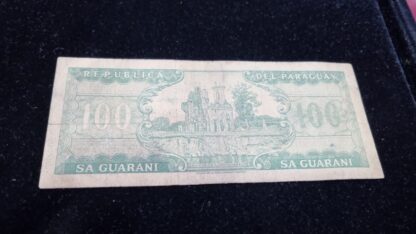 REPUBLICA DEL PARAGUAY
100 100
SA GUARANI SA GUARANI